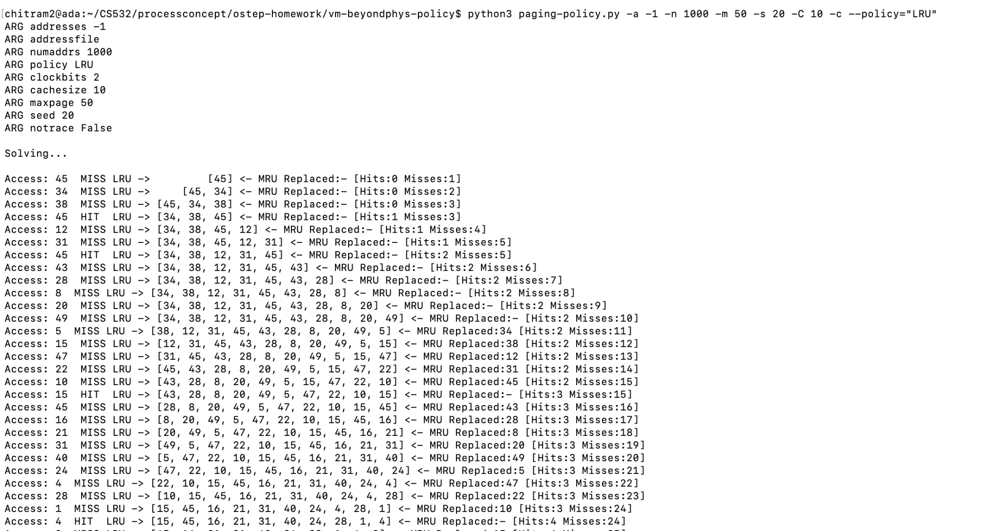 [chitram2@ada:~/CS532/processconcept/ostep-homework/vm-beyondphys-policy$ python3 paging-policy.py -a -1 -n 1000 -m 50 -s 20 -C 10 -c --policy="LRU"
ARG addresses -1
ARG addressfile
ARG numaddrs 1000
ARG policy LRU
ARG clockbits 2
ARG cachesize 10
ARG maxpage 50
ARG seed 20
ARG notrace False
Solving...
Access: 45  MISS LRU ->         [45] <- MRU Replaced:- [Hits:0 Misses:1]
Access: 34  MISS LRU ->     [45, 34] <- MRU Replaced:- [Hits:0 Misses:2]
Access: 38  MISS LRU -> [45, 34, 38] <- MRU Replaced:- [Hits:0 Misses:3]
Access: 45  HIT  LRU -> [34, 38, 45] <- MRU Replaced:- [Hits:1 Misses:3]
Access: 12  MISS LRU -> [34, 38, 45, 12] <- MRU Replaced:- [Hits:1 Misses:4]
Access: 31  MISS LRU -> [34, 38, 45, 12, 31] <- MRU Replaced:- [Hits:1 Misses:5]
Access: 45  HIT  LRU -> [34, 38, 12, 31, 45] <- MRU Replaced:- [Hits:2 Misses:5]
Access: 43  MISS LRU -> [34, 38, 12, 31, 45, 43] <- MRU Replaced:- [Hits:2 Misses:6]
Access: 28  MISS LRU -> [34, 38, 12, 31, 45, 43, 28] <- MRU Replaced:- [Hits:2 Misses:7]
Access: 8  MISS LRU -> [34, 38, 12, 31, 45, 43, 28, 8] <- MRU Replaced:- [Hits:2 Misses:8]
Access: 20  MISS LRU -> [34, 38, 12, 31, 45, 43, 28, 8, 20] <- MRU Replaced:- [Hits:2 Misses:9]
Access: 49  MISS LRU -> [34, 38, 12, 31, 45, 43, 28, 8, 20, 49] <- MRU Replaced:- [Hits:2 Misses:10]
Access: 5  MISS LRU -> [38, 12, 31, 45, 43, 28, 8, 20, 49, 5] <- MRU Replaced:34 [Hits:2 Misses:11]
Access: 15  MISS LRU -> [12, 31, 45, 43, 28, 8, 20, 49, 5, 15] <- MRU Replaced:38 [Hits:2 Misses:12]
Access: 47  MISS LRU -> [31, 45, 43, 28, 8, 20, 49, 5, 15, 47] <- MRU Replaced:12 [Hits:2 Misses:13]
Access: 22  MISS LRU -> [45, 43, 28, 8, 20, 49, 5, 15, 47, 22] <- MRU Replaced:31 [Hits:2 Misses:14]
Access: 10  MISS LRU -> [43, 28, 8, 20, 49, 5, 15, 47, 22, 10] <- MRU Replaced:45 [Hits:2 Misses:15]
Access: 15  HIT  LRU -> [43, 28, 8, 20, 49, 5, 47, 22, 10, 15] <- MRU Replaced:- [Hits:3 Misses:15]
Access: 45  MISS LRU -> [28, 8, 20, 49, 5, 47, 22, 10, 15, 45] <- MRU Replaced:43 [Hits:3 Misses:16]
Access: 16  MISS LRU -> [8, 20, 49, 5, 47, 22, 10, 15, 45, 16] <- MRU Replaced:28 [Hits:3 Misses:17]
Access: 21  MISS LRU -> [20, 49, 5, 47, 22, 10, 15, 45, 16, 21] <- MRU Replaced:8 [Hits:3 Misses:18]
Access: 31  MISS LRU -> [49, 5, 47, 22, 10, 15, 45, 16, 21, 31] <- MRU Replaced:20 [Hits:3 Misses:19]
Access: 40  MISS LRU -> [5, 47, 22, 10, 15, 45, 16, 21, 31, 40] <- MRU Replaced:49 [Hits:3 Misses:20]
Access: 24  MISS LRU -> [47, 22, 10, 15, 45, 16, 21, 31, 40, 24] <- MRU Replaced:5 [Hits:3 Misses:21]
Access: 4  MISS LRU -> [22, 10, 15, 45, 16, 21, 31, 40, 24, 4] <- MRU Replaced:47 [Hits:3 Misses:22]
Access: 28  MISS LRU -> [10, 15, 45, 16, 21, 31, 40, 24, 4, 28] <- MRU Replaced:22 [Hits:3 Misses:23]
Access: 1  MISS LRU -> [15, 45, 16, 21, 31, 40, 24, 4, 28, 1] <- MRU Replaced:10 [Hits:3 Misses:24]
Access: 4  HIT  LRU -> [15, 45, 16, 21, 31, 40, 24, 28, 1, 4] <- MRU Replaced:- [Hits:4 Misses:24]